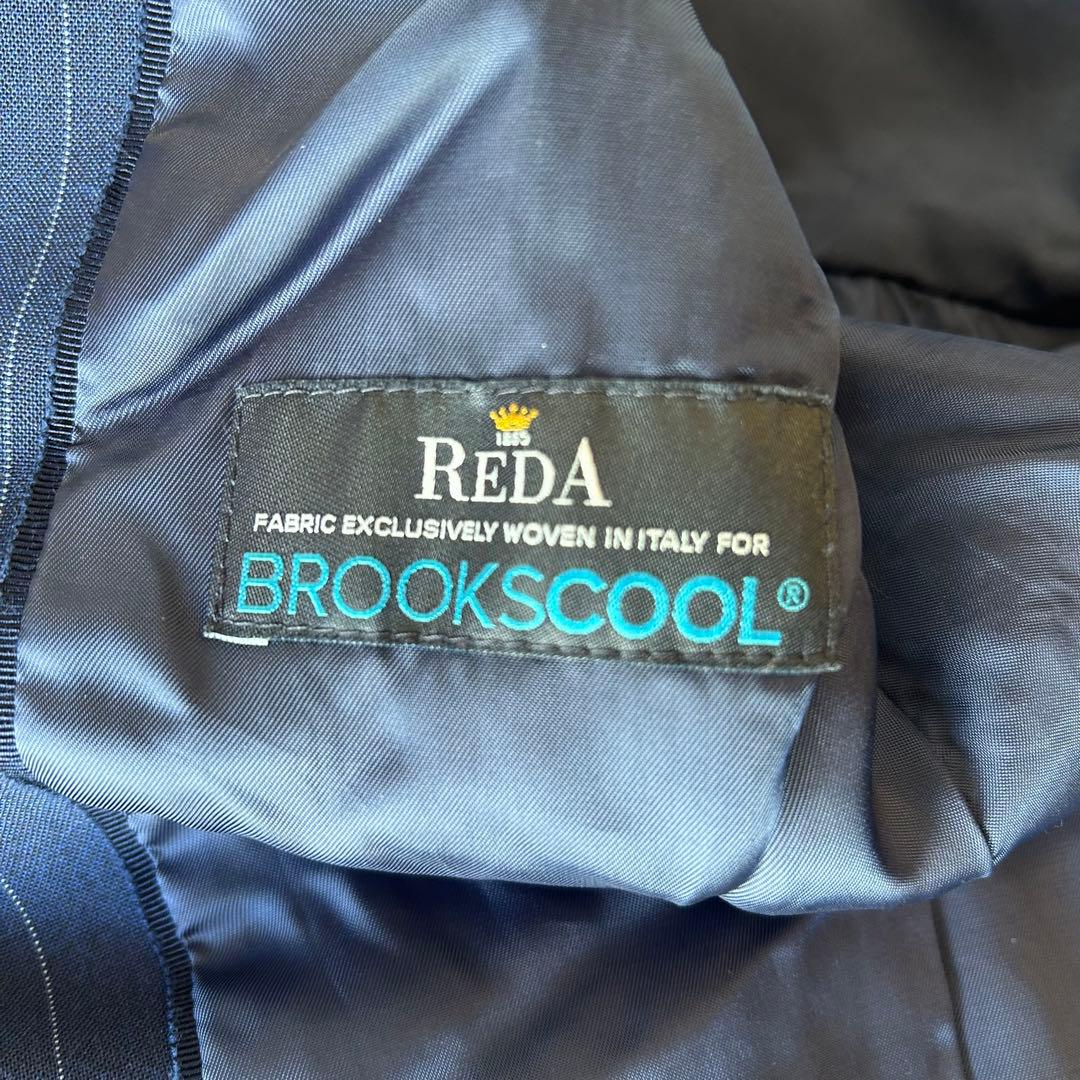 1865
REDA
FABRIC EXCLUSIVELY WOVEN IN ITALY FOR
BROOKSCOOL®